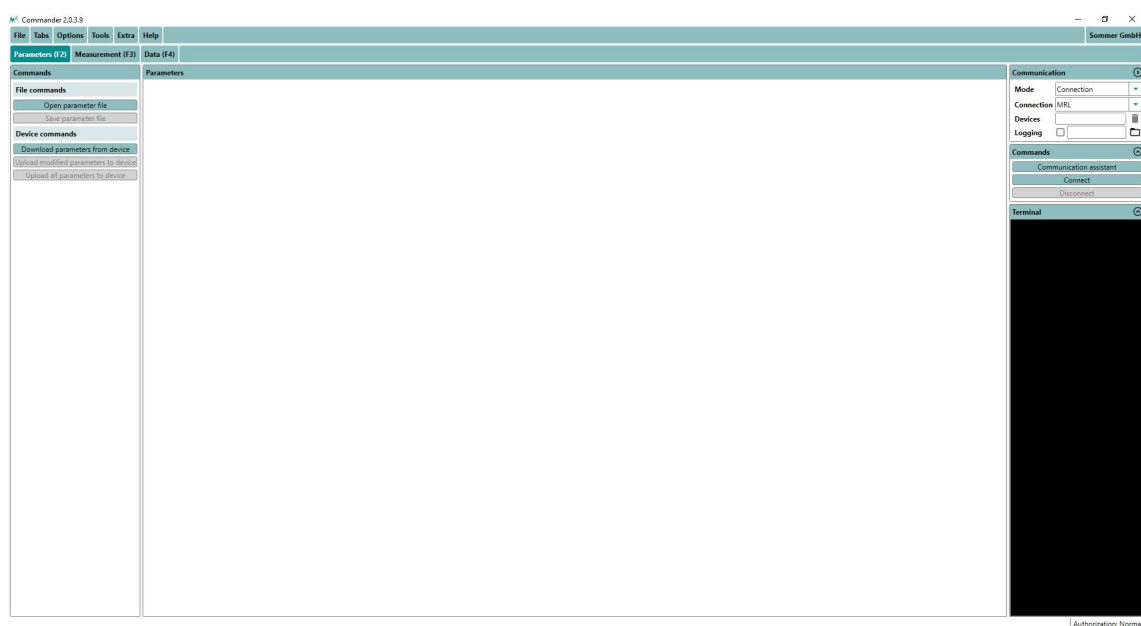 Commander 2.0.3.9
File Tabs Options Tools Extra Help Sommer GmbH
Parameters (F2) Measurement (F3) Data (F4)
Commands
File commands
Open parameter file
Save parameter file
Device commands
Download parameters from device
Upload modified parameters to device
Upload all parameters to device
Parameters
Communication
Mode Connection
Connection MRL
Devices
Logging
Commands
Communication assistant
Connect
Disconnect
Terminal
Authorization: Norma